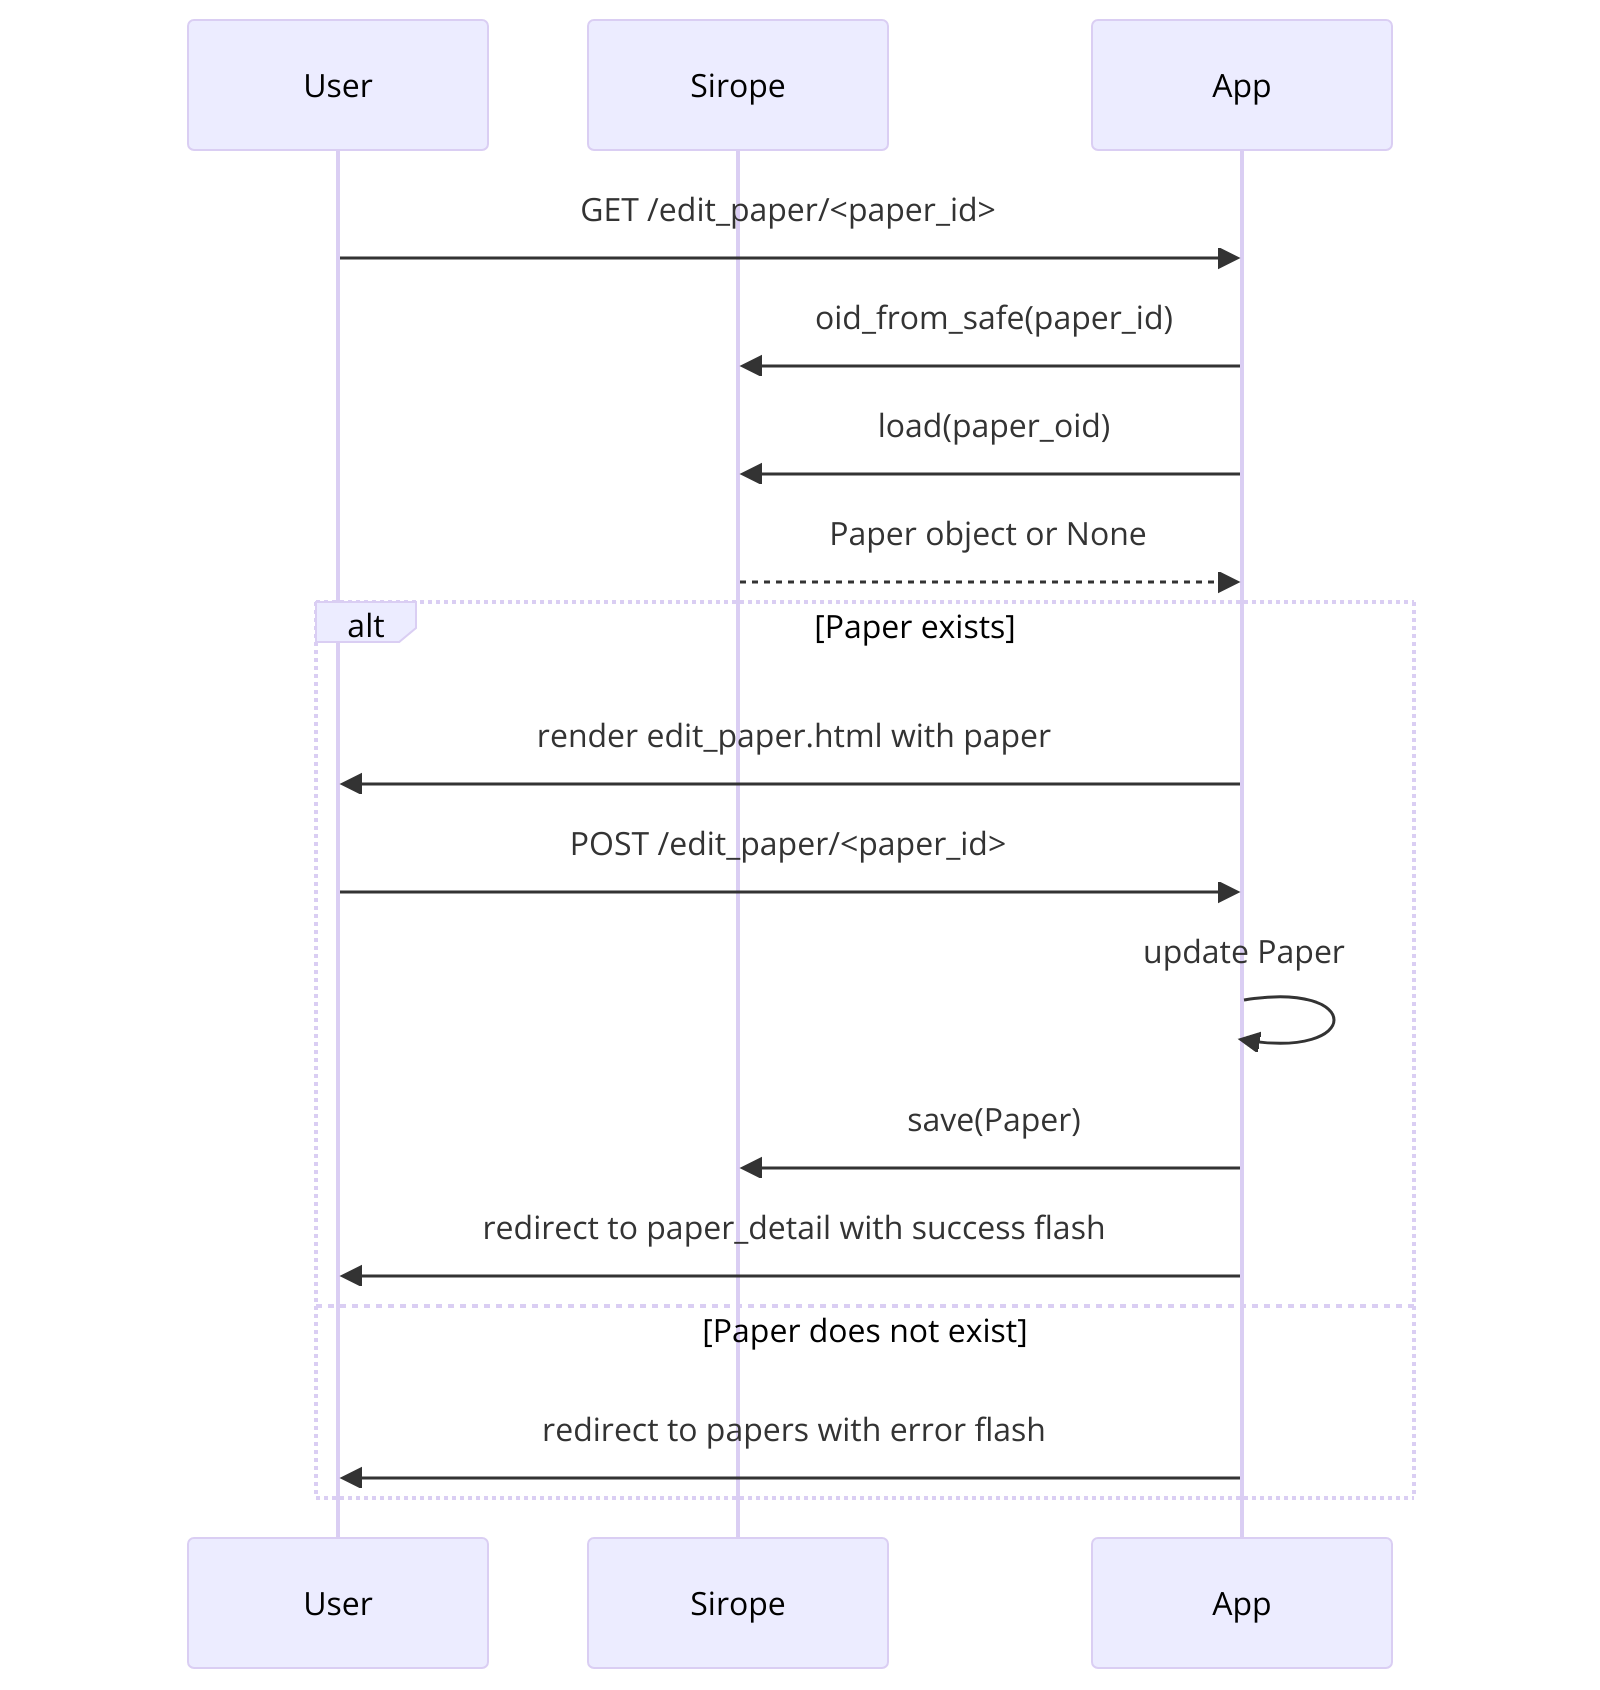 User
Sirope
App
GET /edit_paper/<paper_id>
oid_from_safe(paper_id)
load(paper_oid)
Paper object or None
alt
[Paper exists]
render edit_paper.html with paper
POST /edit_paper/<paper_id>
update Paper
save(Paper)
redirect to paper_detail with success flash
[Paper does not exist]
redirect to papers with error flash
User
Sirope
App